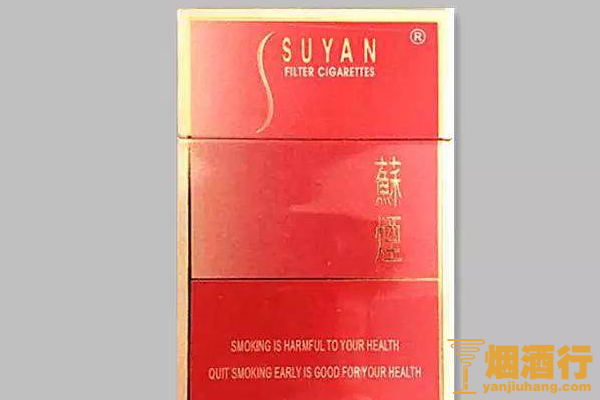 SUYAN ®
FILTER CIGARETTES
蘇
煙
SMOKING IS HARMFUL TO YOUR HEALTH
QUIT SMOKING EARLY IS GOOD FOR YOUR HEALTH
烟酒行
yanjiuhang.com